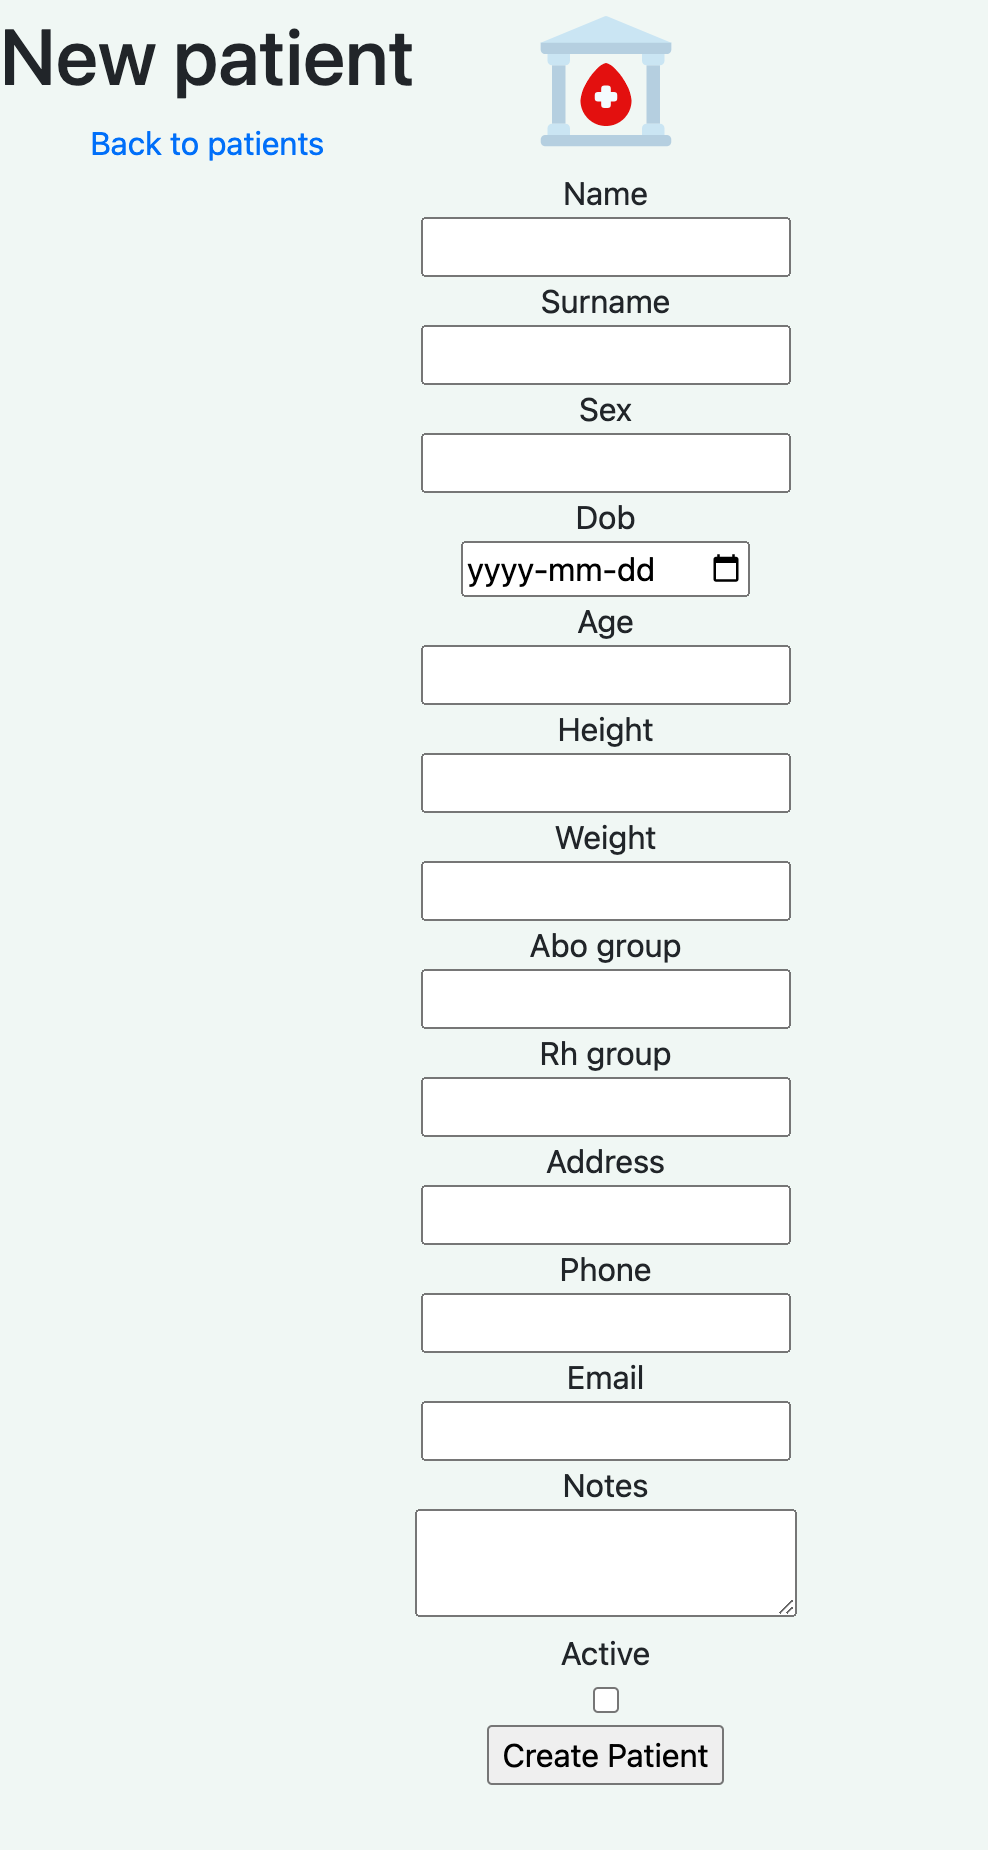 New patient
Back to patients
Name
Surname
Sex
Dob
yyyy-mm-dd
Age
Height
Weight
Abo group
Rh group
Address
Phone
Email
Notes
Active
Create Patient